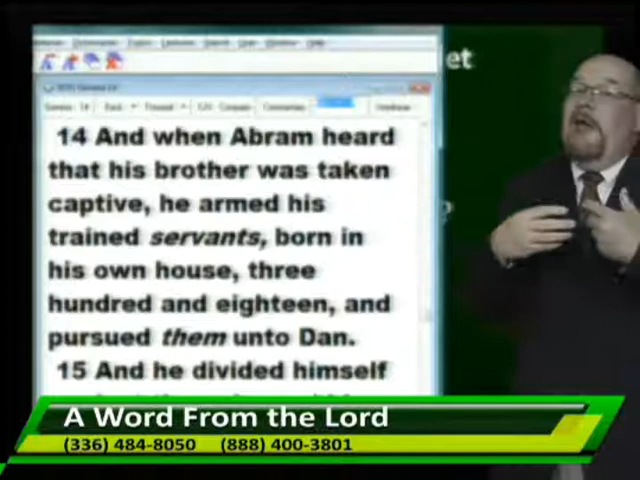 et
14 And when Abram heard
that his brother was taken
captive, he armed his
trained servants, born in
his own house, three
hundred and eighteen, and
pursued them unto Dan.
15 And he divided himself
A Word From the Lord
(336) 484-8050 (888) 400-3801